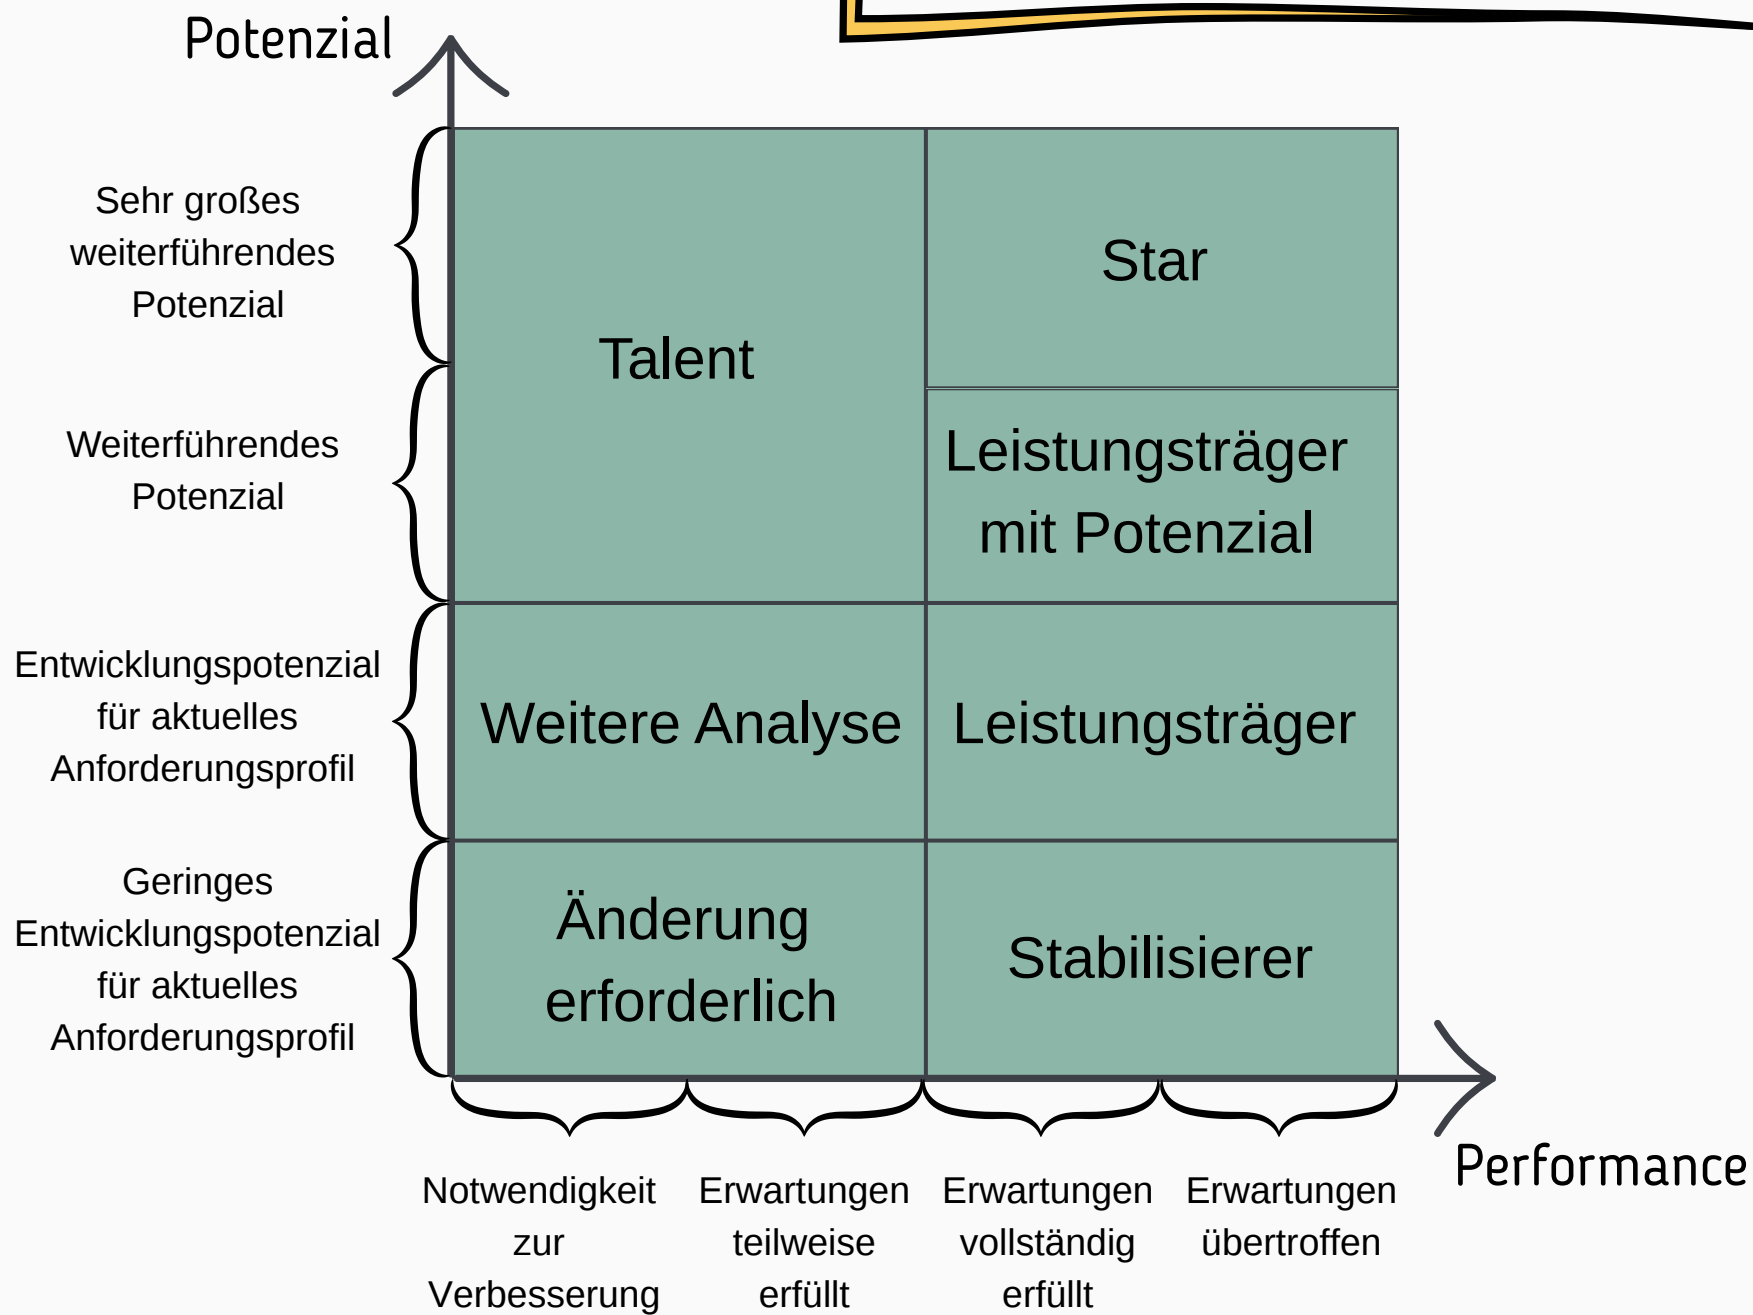 Potenzial
Sehr großes
weiterführendes
Potenzial
Weiterführendes
Potenzial
Entwicklungspotenzial
für aktuelles
Anforderungsprofil
Geringes
Entwicklungspotenzial
für aktuelles
Anforderungsprofil
Talent
Star
Leistungsträger
mit Potenzial
Weitere Analyse
Leistungsträger
Änderung
erforderlich
Stabilisierer
Notwendigkeit
zur
Verbesserung
Erwartungen
teilweise
erfüllt
Erwartungen
vollständig
erfüllt
Erwartungen
übertroffen
Performance